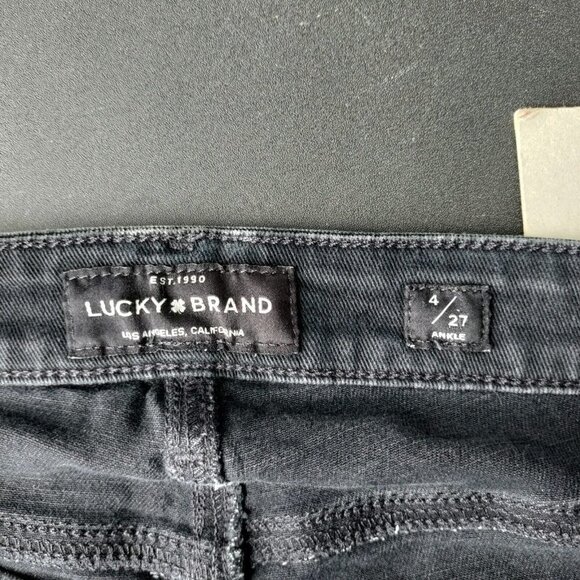 EST. 1990
LUCKY BRAND
LOS ANGELES, CALIFORNIA
4/27
ANKLE